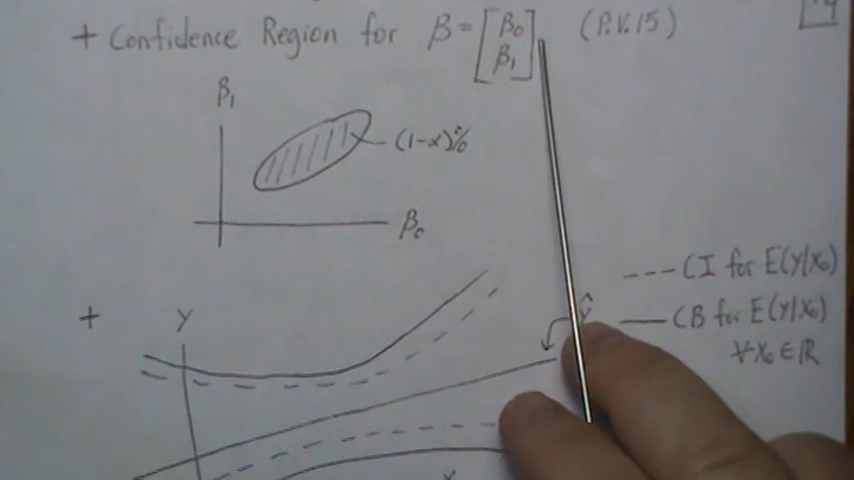 + Confidence Region for β = [β₀ β₁] (P.V.15)
β₁
(1-α)%
β₀
+
Y
--- CI for E(y|x₀)
ŷ
— CB for E(y|x₀)
∀ x₀ ∈ ℝ